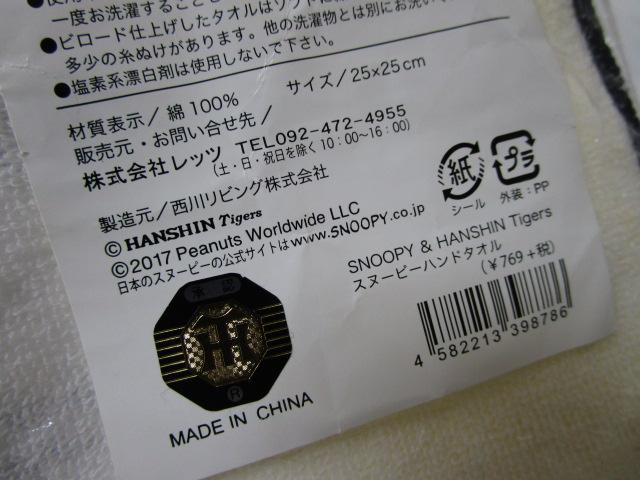 一度お洗濯すること
●ビロード仕上げしたタオルはソフトに
多少の糸ぬけがあります。他の洗濯物とは別にお洗い
●塩素系漂白剤は使用しないで下さい。
サイズ／25×25cm
材質表示／綿100%
販売元・お問い合せ先／
株式会社レッツ TEL092-472-4955
（土・日・祝日を除く10:00〜16:00）
製造元／西川リビング株式会社
© HANSHIN Tigers
©2017 Peanuts Worldwide LLC
日本のスヌーピーの公式サイトはwww.SNOOPY.co.jp
紙
シール
プラ
外装：PP
SNOOPY & HANSHIN Tigers
スヌーピーハンドタオル
（¥769+税）
4 582213 398786
承認
H
®
MADE IN CHINA